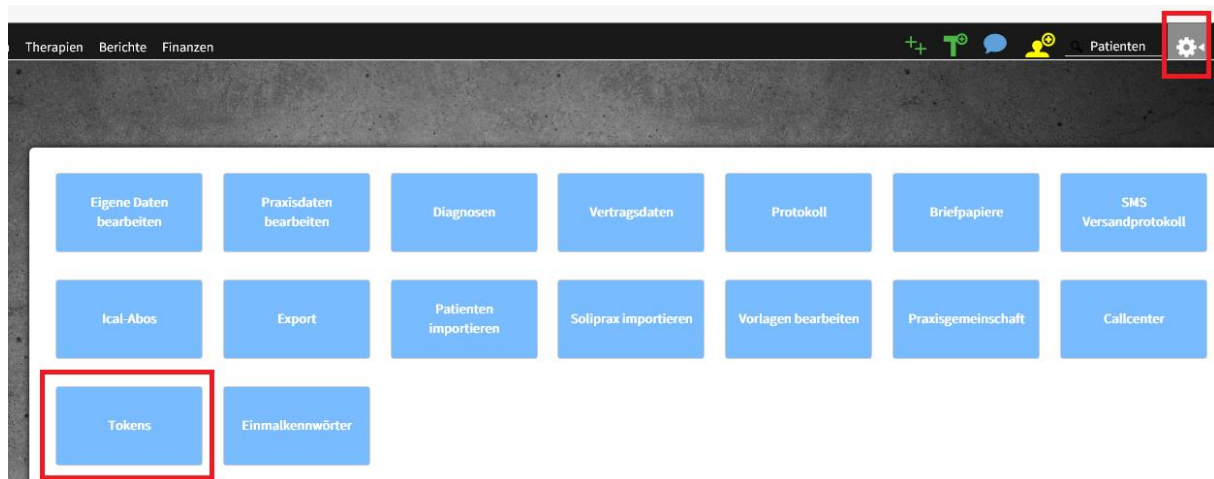 Therapien Berichte Finanzen Patienten
Eigene Daten
bearbeiten
Praxisdaten
bearbeiten
Diagnosen
Vertragsdaten
Protokoll
Briefpapiere
SMS
Versandprotokoll
Ical-Abos
Export
Patienten
importieren
Soliprax importieren
Vorlagen bearbeiten
Praxisgemeinschaft
Callcenter
Tokens
Einmalkennwörter